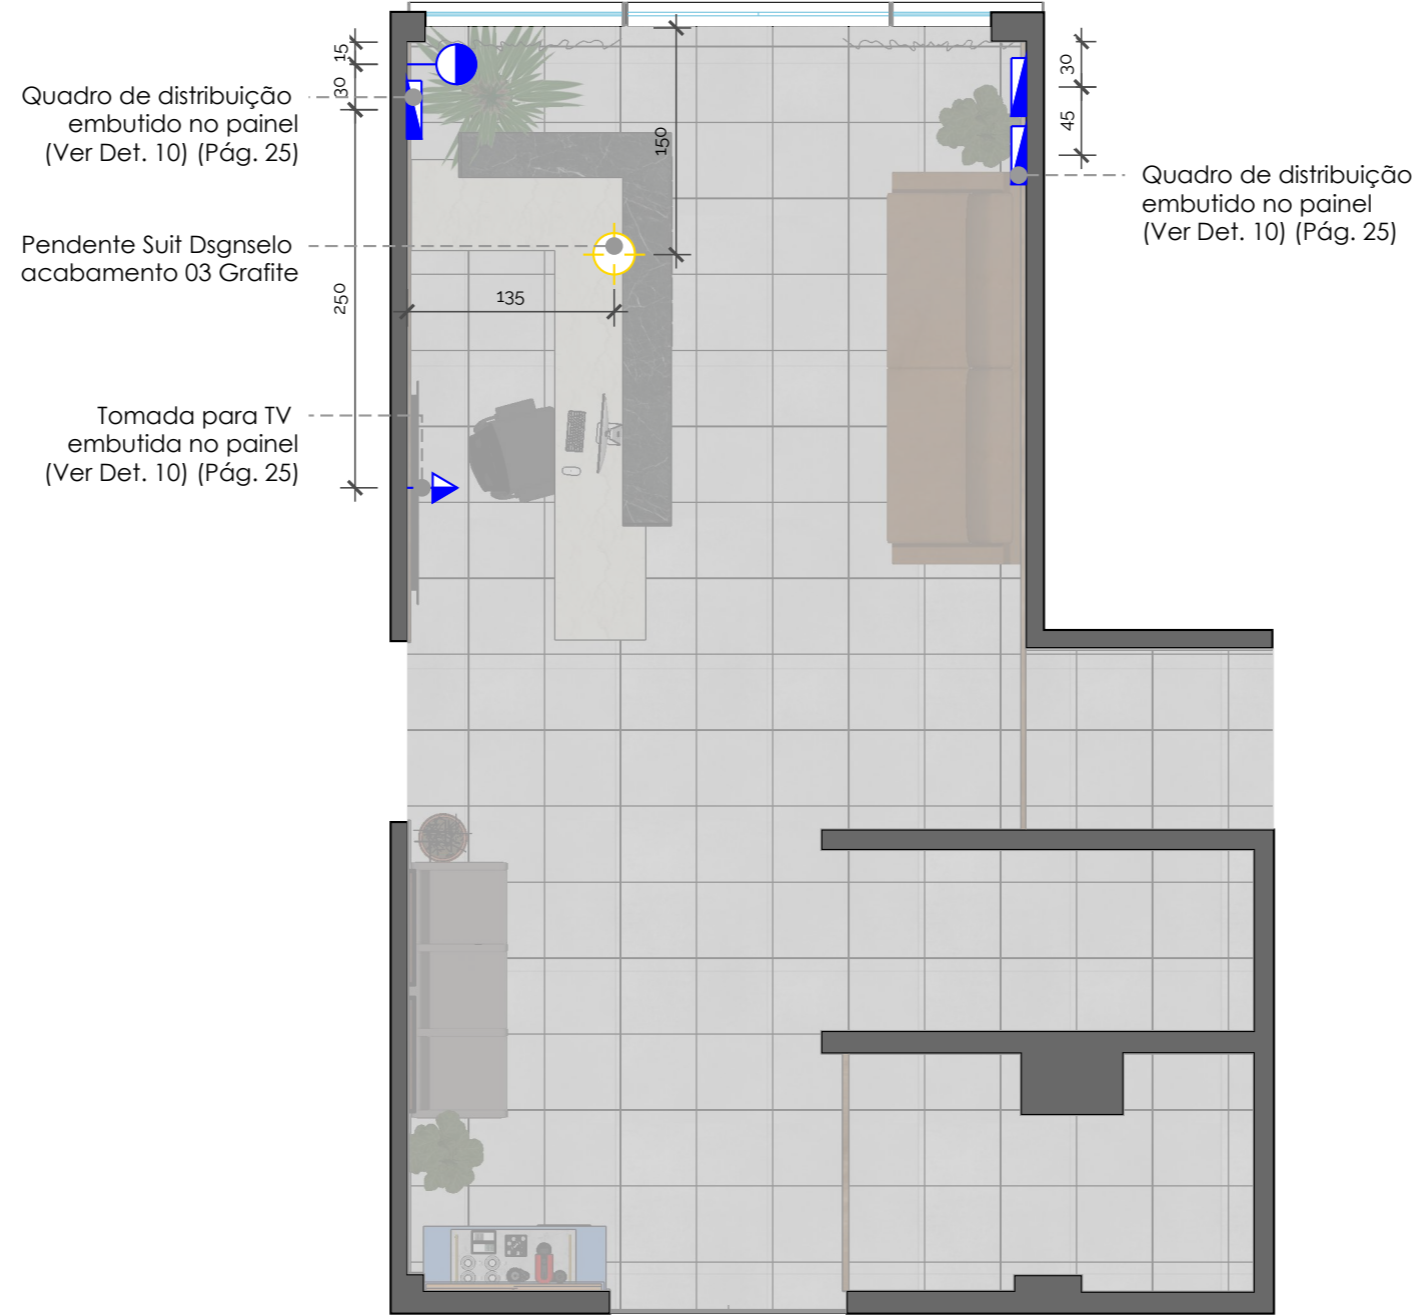 15
30
Quadro de distribuição
embutido no painel
(Ver Det. 10) (Pág. 25)
150
30
45
Quadro de distribuição
embutido no painel
(Ver Det. 10) (Pág. 25)
Pendente Suit Dsgnselo
acabamento 03 Grafite
250
135
Tomada para TV
embutida no painel
(Ver Det. 10) (Pág. 25)